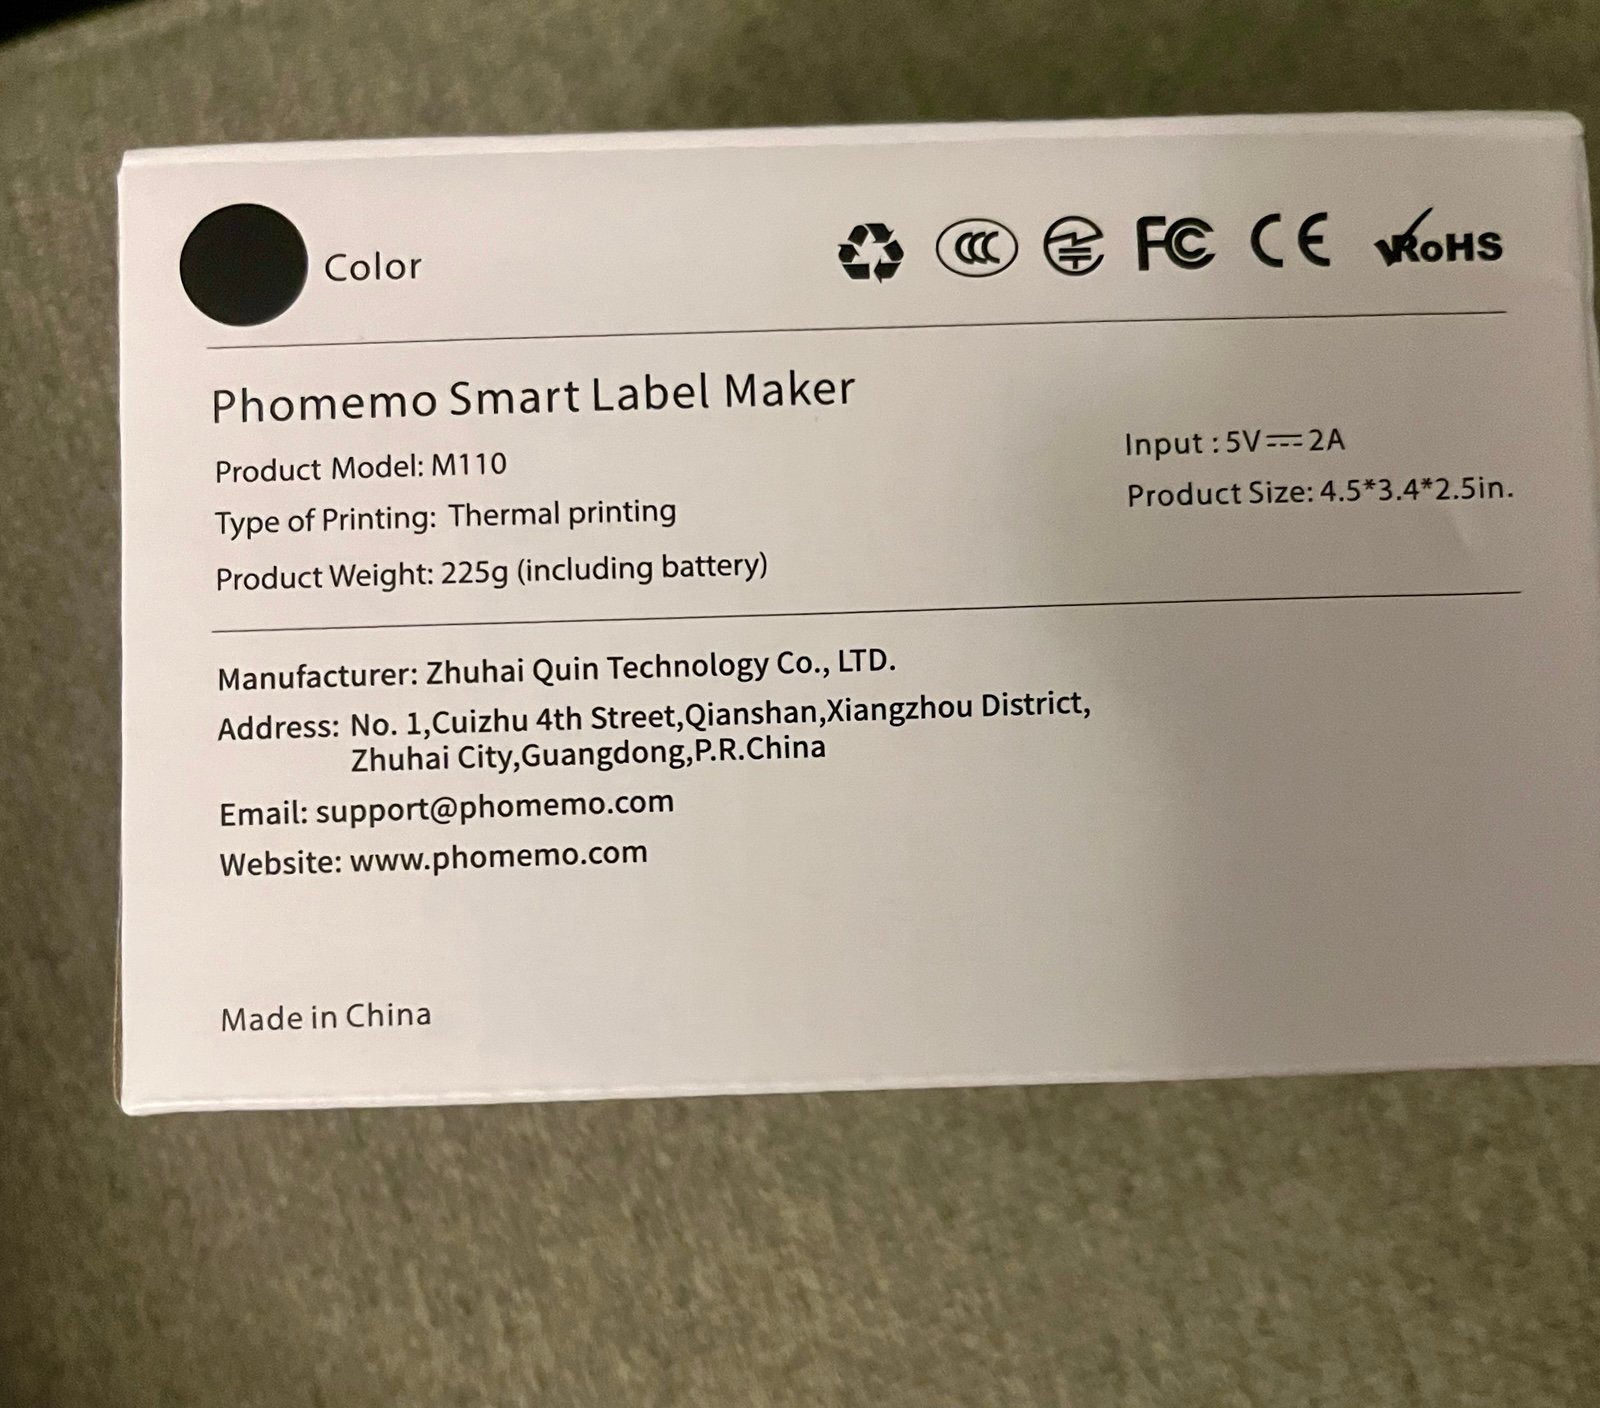 Color
CCC FC CE RoHS
Phomemo Smart Label Maker
Product Model: M110
Type of Printing: Thermal printing
Product Weight: 225g (including battery)
Input : 5V⎓2A
Product Size: 4.5*3.4*2.5in.
Manufacturer: Zhuhai Quin Technology Co., LTD.
Address: No. 1,Cuizhu 4th Street,Qianshan,Xiangzhou District,
Zhuhai City,Guangdong,P.R.China
Email: support@phomemo.com
Website: www.phomemo.com
Made in China